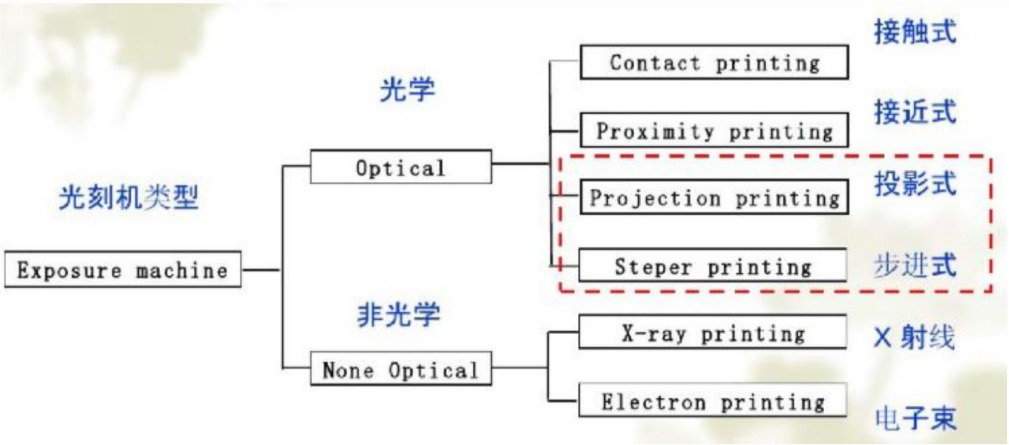 接触式
Contact printing
光学
接近式
Proximity printing
Optical
光刻机类型
投影式
Projection printing
Exposure machine
步进式
Steper printing
非光学
X-ray printing
X 射线
None Optical
Electron printing
电子束